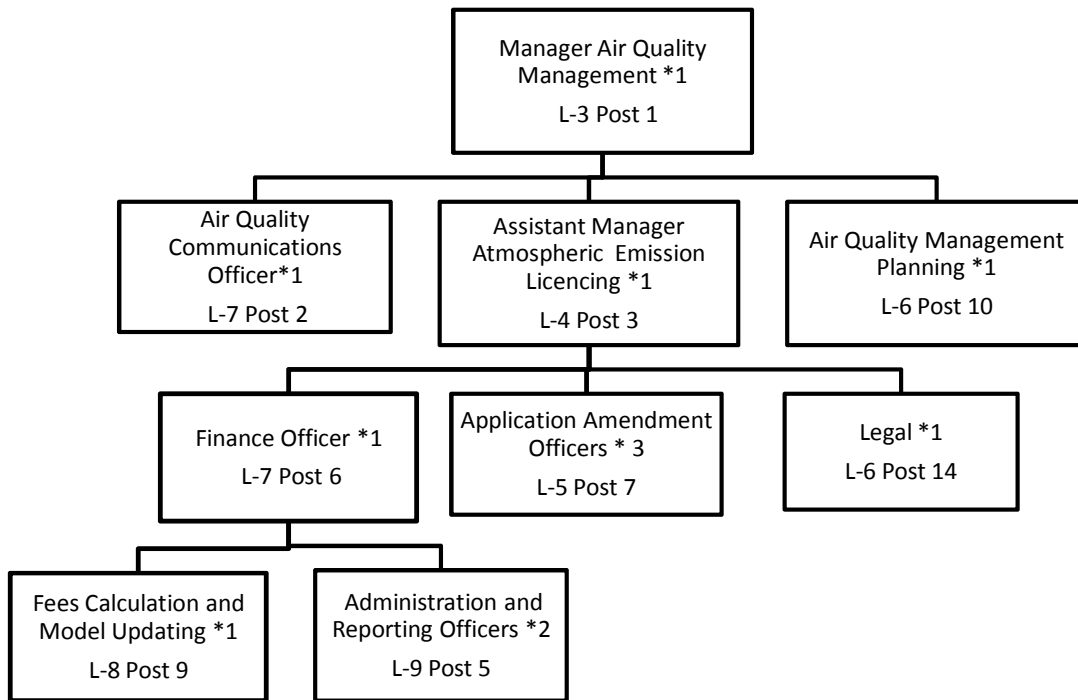 Manager Air Quality
Management *1
L-3 Post 1
Air Quality
Communications
Officer*1
L-7 Post 2
Assistant Manager
Atmospheric Emission
Licencing *1
L-4 Post 3
Air Quality Management
Planning *1
L-6 Post 10
Finance Officer *1
L-7 Post 6
Application Amendment
Officers * 3
L-5 Post 7
Legal *1
L-6 Post 14
Fees Calculation and
Model Updating *1
L-8 Post 9
Administration and
Reporting Officers *2
L-9 Post 5